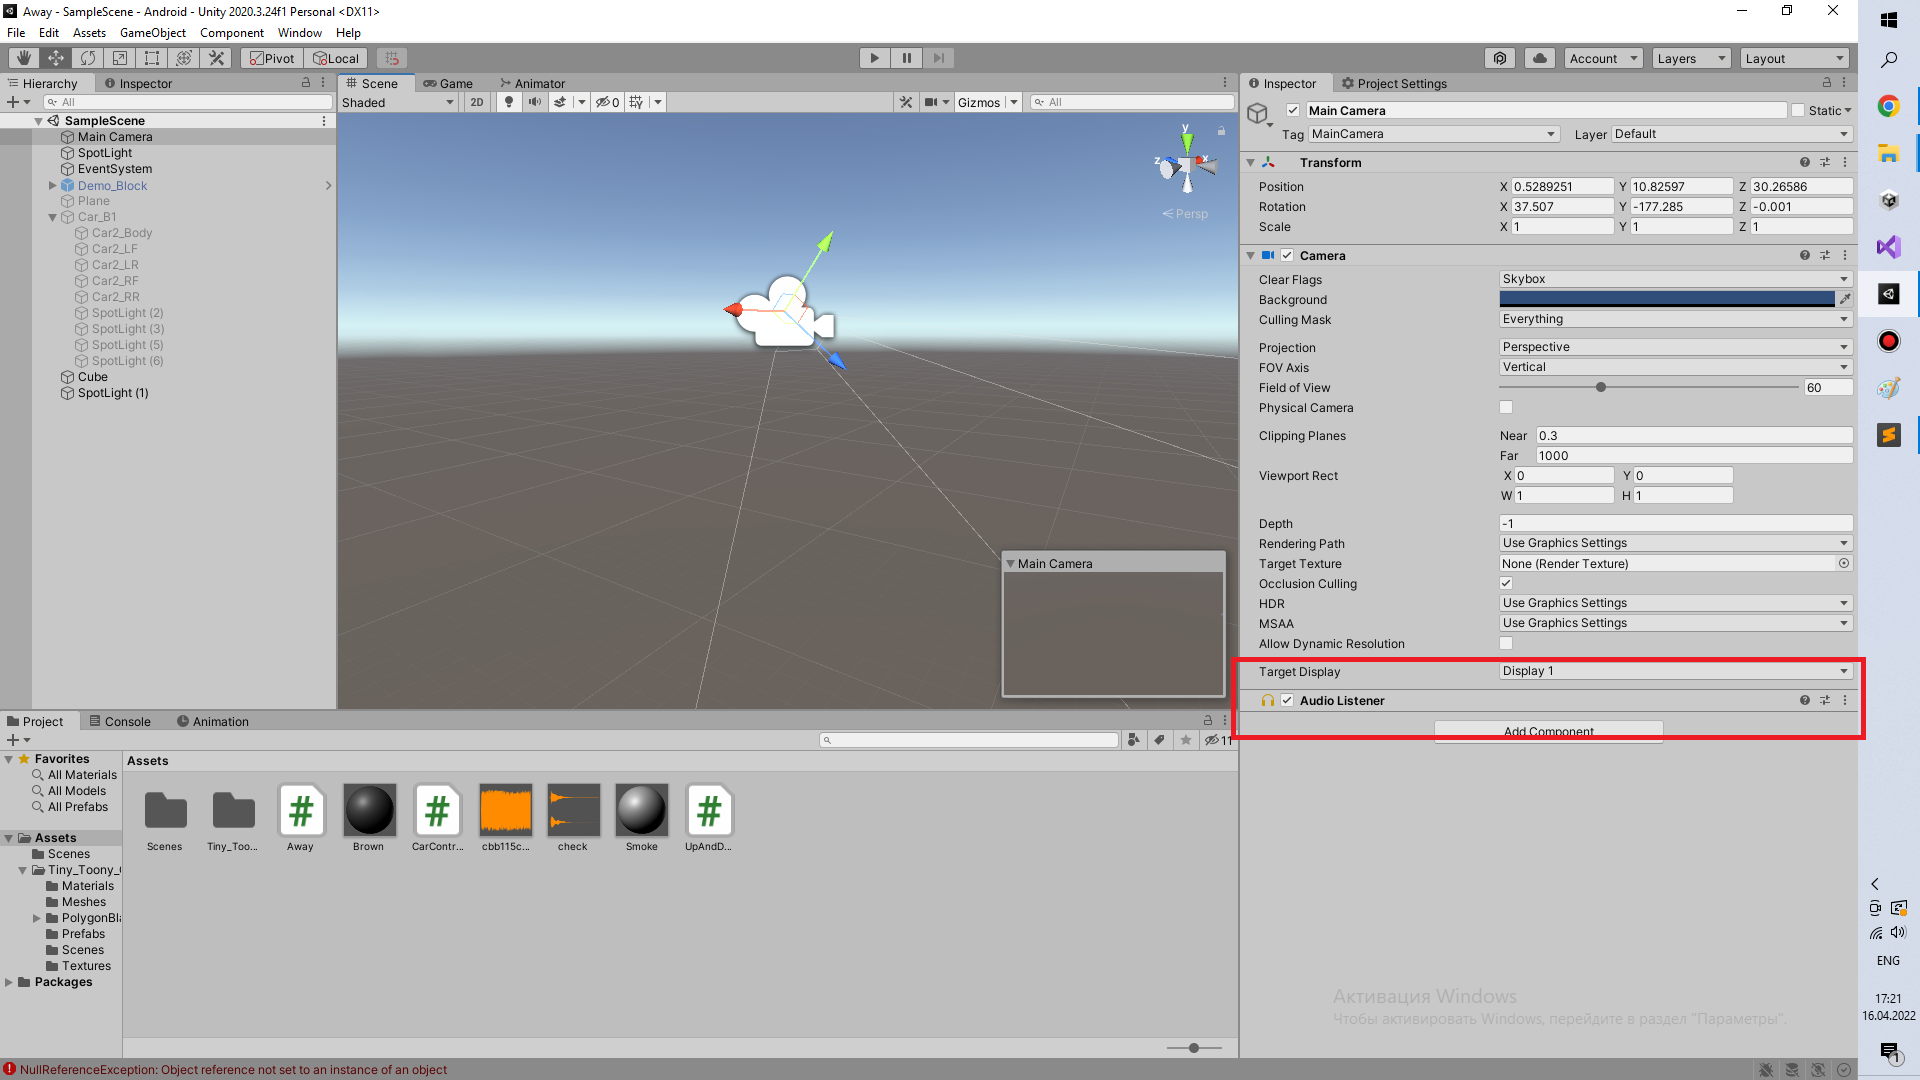 Away - SampleScene - Android - Unity 2020.3.24f1 Personal <DX11>
File Edit Assets GameObject Component Window Help
Pivot Local Account Layers Layout
Hierarchy Inspector
All
SampleScene
Main Camera
SpotLight
EventSystem
Demo_Block
Plane
Car_B1
Car2_Body
Car2_LF
Car2_LR
Car2_RF
Car2_RR
SpotLight (2)
SpotLight (3)
SpotLight (5)
SpotLight (6)
Cube
SpotLight (1)
Scene Game Animator
Shaded 2D 0 Gizmos All
y
z x
Persp
Main Camera
Inspector Project Settings
Main Camera Static
Tag MainCamera Layer Default
Transform
Position X 0.5289251 Y 10.82597 Z 30.26586
Rotation X 37.507 Y -177.285 Z -0.001
Scale X 1 Y 1 Z 1
Camera
Clear Flags Skybox
Background
Culling Mask Everything
Projection Perspective
FOV Axis Vertical
Field of View 60
Physical Camera
Clipping Planes Near 0.3
Far 1000
Viewport Rect X 0 Y 0
W 1 H 1
Depth -1
Rendering Path Use Graphics Settings
Target Texture None (Render Texture)
Occlusion Culling
HDR Use Graphics Settings
MSAA Use Graphics Settings
Allow Dynamic Resolution
Target Display Display 1
Audio Listener
Add Component
Project Console Animation
11
Favorites
All Materials
All Models
All Prefabs
Assets
Scenes
Tiny_Toony_
Materials
Meshes
PolygonBla
Prefabs
Scenes
Textures
Packages
Assets
Scenes Tiny_Too... Away Brown CarContr... cbb115c... check Smoke UpAndD...
Активация Windows
Чтобы активировать Windows, перейдите в раздел "Параметры".
NullReferenceException: Object reference not set to an instance of an object
ENG
17:21
16.04.2022
1